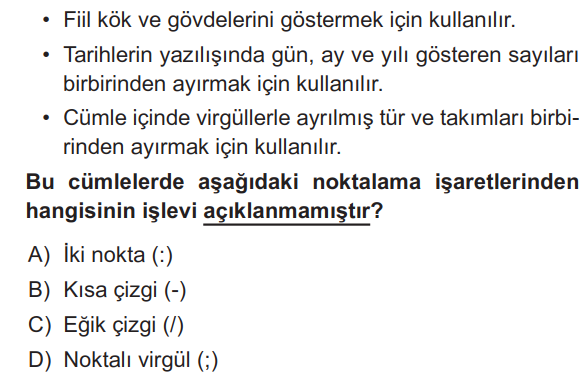 • Fiil kök ve gövdelerini göstermek için kullanılır.
• Tarihlerin yazılışında gün, ay ve yılı gösteren sayıları
birbirinden ayırmak için kullanılır.
• Cümle içinde virgüllerle ayrılmış tür ve takımları birbi-
rinden ayırmak için kullanılır.
Bu cümlelerde aşağıdaki noktalama işaretlerinden
hangisinin işlevi açıklanmamıştır?
A) İki nokta (:)
B) Kısa çizgi (-)
C) Eğik çizgi (/)
D) Noktalı virgül (;)